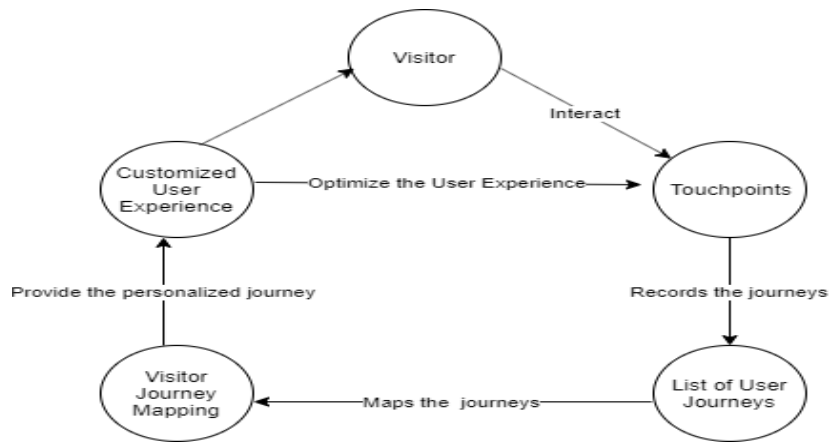 Visitor
Interact
Customized
User
Experience
Optimize the User Experience
Touchpoints
Provide the personalized journey
Records the journeys
Visitor
Journey
Mapping
Maps the journeys
List of User
Journeys